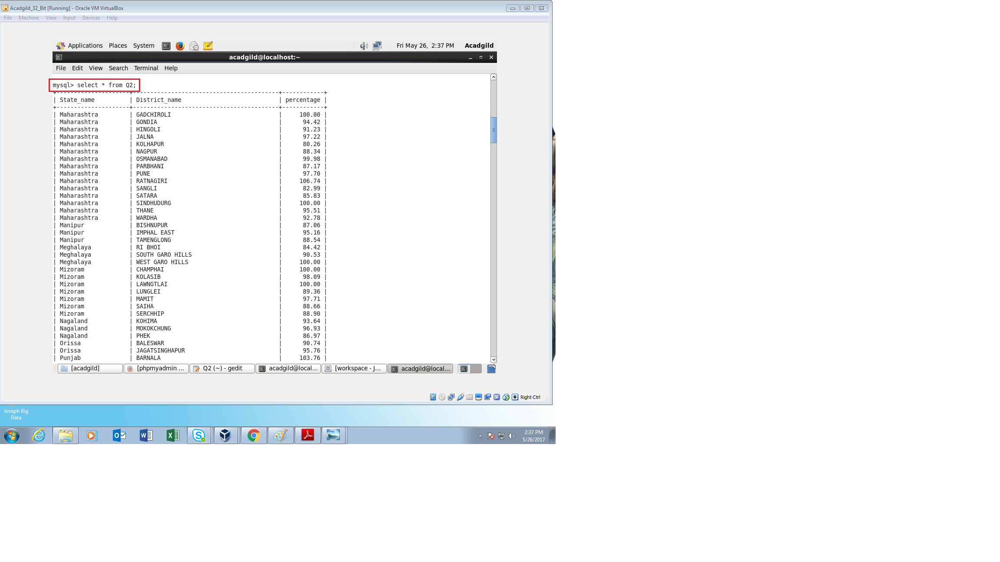 Acadgild_32_Bit [Running] - Oracle VM VirtualBox
File Machine View Input Devices Help
Applications Places System Fri May 26, 2:37 PM Acadgild
acadgild@localhost:~
File Edit View Search Terminal Help
mysql> select * from Q2;
+---------------------+------------------------------------------+------------+
| State_name | District_name | percentage |
+---------------------+------------------------------------------+------------+
| Maharashtra | GADCHIROLI | 100.00 |
| Maharashtra | GONDIA | 94.42 |
| Maharashtra | HINGOLI | 91.23 |
| Maharashtra | JALNA | 97.22 |
| Maharashtra | KOLHAPUR | 80.26 |
| Maharashtra | NAGPUR | 88.34 |
| Maharashtra | OSMANABAD | 99.98 |
| Maharashtra | PARBHANI | 87.17 |
| Maharashtra | PUNE | 97.70 |
| Maharashtra | RATNAGIRI | 106.74 |
| Maharashtra | SANGLI | 82.99 |
| Maharashtra | SATARA | 85.83 |
| Maharashtra | SINDHUDURG | 100.00 |
| Maharashtra | THANE | 95.51 |
| Maharashtra | WARDHA | 92.78 |
| Manipur | BISHNUPUR | 87.06 |
| Manipur | IMPHAL EAST | 95.16 |
| Manipur | TAMENGLONG | 88.54 |
| Meghalaya | RI BHOI | 84.42 |
| Meghalaya | SOUTH GARO HILLS | 90.53 |
| Meghalaya | WEST GARO HILLS | 100.00 |
| Mizoram | CHAMPHAI | 100.00 |
| Mizoram | KOLASIB | 98.09 |
| Mizoram | LAWNGTLAI | 100.00 |
| Mizoram | LUNGLEI | 89.36 |
| Mizoram | MAMIT | 97.71 |
| Mizoram | SAIHA | 88.66 |
| Mizoram | SERCHHIP | 88.90 |
| Nagaland | KOHIMA | 93.64 |
| Nagaland | MOKOKCHUNG | 96.93 |
| Nagaland | PHEK | 86.97 |
| Orissa | BALESWAR | 90.74 |
| Orissa | JAGATSINGHAPUR | 95.76 |
| Punjab | BARNALA | 103.76 |
[acadgild] [phpmyadmin ... Q2 (~) - gedit acadgild@local... [workspace - J... acadgild@local...
Right Ctrl
Joseph Big
Data
2:37 PM
5/26/2017